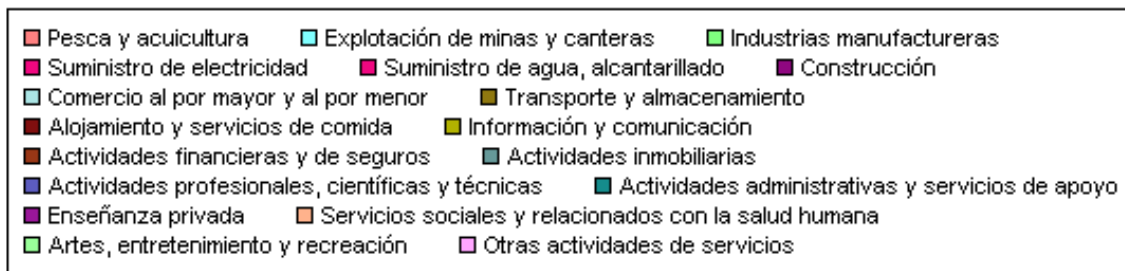 Pesca y acuicultura Explotación de minas y canteras Industrias manufactureras
Suministro de electricidad Suministro de agua, alcantarillado Construcción
Comercio al por mayor y al por menor Transporte y almacenamiento
Alojamiento y servicios de comida Información y comunicación
Actividades financieras y de seguros Actividades inmobiliarias
Actividades profesionales, científicas y técnicas Actividades administrativas y servicios de apoyo
Enseñanza privada Servicios sociales y relacionados con la salud humana
Artes, entretenimiento y recreación Otras actividades de servicios